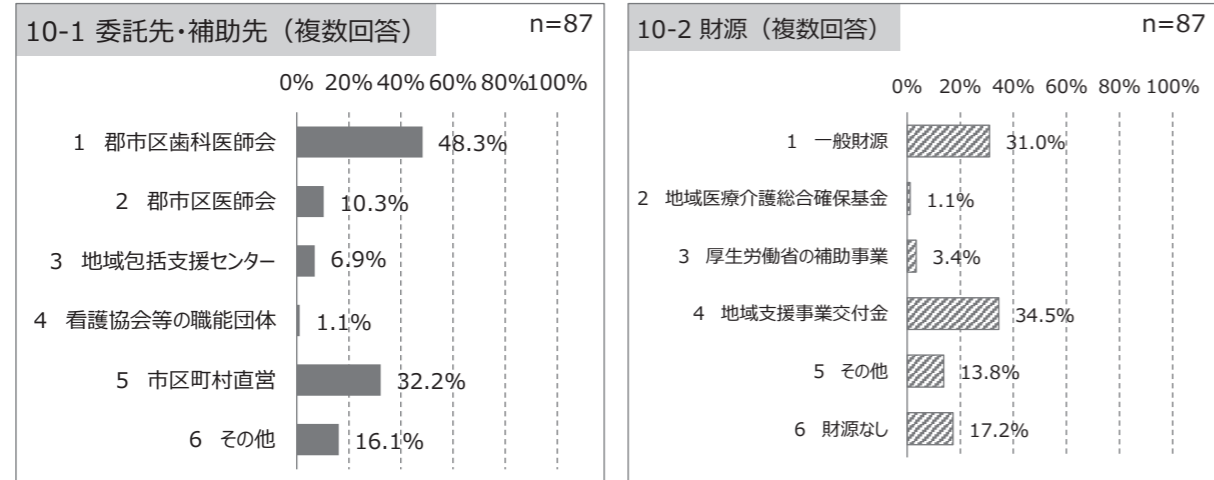 10-1 委託先・補助先（複数回答）
n=87
0% 20% 40% 60% 80% 100%
1 郡市区歯科医師会 48.3%
2 郡市区医師会 10.3%
3 地域包括支援センター 6.9%
4 看護協会等の職能団体 1.1%
5 市区町村直営 32.2%
6 その他 16.1%
10-2 財源（複数回答）
n=87
0% 20% 40% 60% 80% 100%
1 一般財源 31.0%
2 地域医療介護総合確保基金 1.1%
3 厚生労働省の補助事業 3.4%
4 地域支援事業交付金 34.5%
5 その他 13.8%
6 財源なし 17.2%